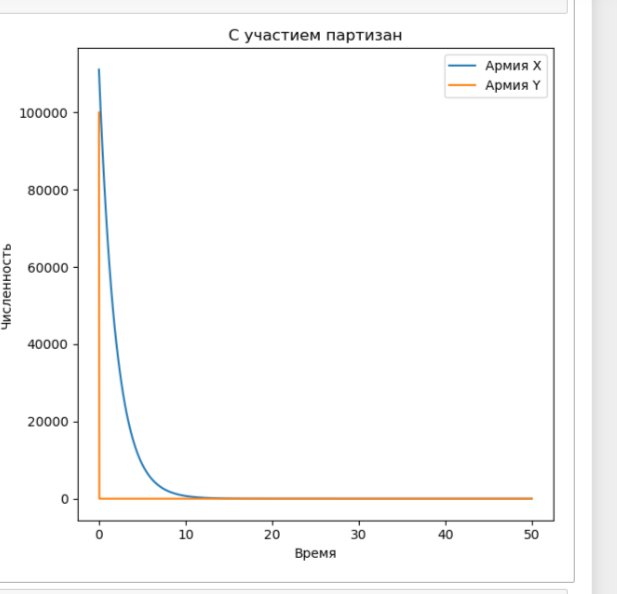 С участием партизан
Армия X
Армия Y
100000
80000
60000
40000
20000
0
Численность
0 10 20 30 40 50
Время